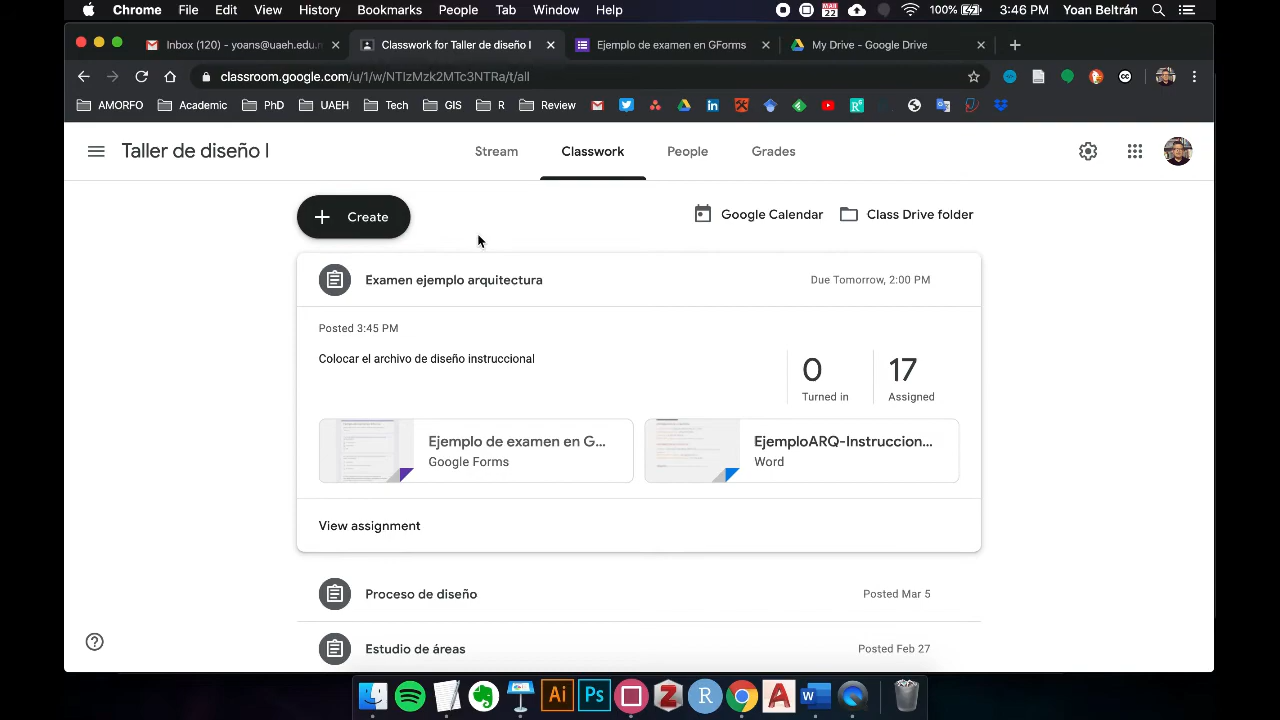 Chrome File Edit View History Bookmarks People Tab Window Help MAR 22 100% 3:46 PM Yoan Beltrán
Inbox (120) - yoans@uaeh.edu.m Classwork for Taller de diseño I Ejemplo de examen en GForms My Drive - Google Drive
classroom.google.com/u/1/w/NTIzMzk2MTc3NTRa/t/all
AMORFO Academic PhD UAEH Tech GIS R Review
Taller de diseño I Stream Classwork People Grades
Create Google Calendar Class Drive folder
Examen ejemplo arquitectura Due Tomorrow, 2:00 PM
Posted 3:45 PM
Colocar el archivo de diseño instruccional
0 17
Turned in Assigned
Ejemplo de examen en G... EjemploARQ-Instruccion...
Google Forms Word
View assignment
Proceso de diseño Posted Mar 5
Estudio de áreas Posted Feb 27
Ai Ps Z R A W